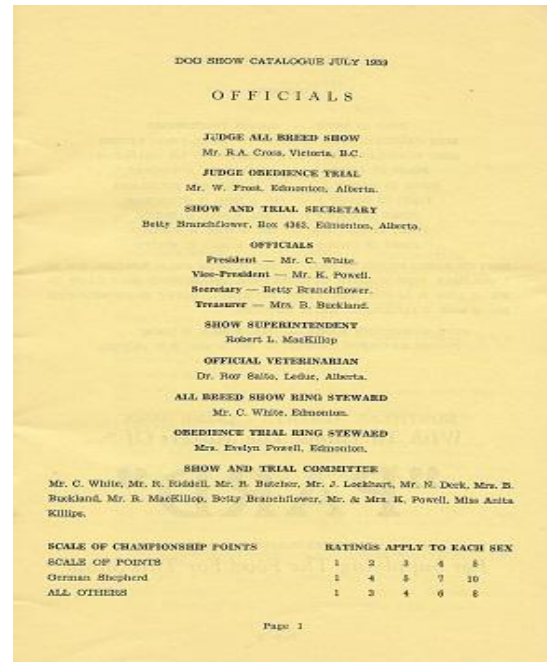 DOG SHOW CATALOGUE JULY 1959
OFFICIALS
JUDGE ALL BREED SHOW
Mr. R.A. Cross, Victoria, B.C.
JUDGE OBEDIENCE TRIAL
Mr. W. Frost, Edmonton, Alberta.
SHOW AND TRIAL SECRETARY
Betty Branchflower, Box 4363, Edmonton, Alberta.
OFFICIALS
President — Mr. C. White.
Vice-President — Mr. K. Powell.
Secretary — Betty Branchflower.
Treasurer — Mrs. B. Buckland.
SHOW SUPERINTENDENT
Robert L. MacKillop
OFFICIAL VETERINARIAN
Dr. Roy Saito, Leduc, Alberta.
ALL BREED SHOW RING STEWARD
Mr. C. White, Edmonton.
OBEDIENCE TRIAL RING STEWARD
Mrs. Evelyn Powell, Edmonton.
SHOW AND TRIAL COMMITTEE
Mr. C. White, Mr. R. Riddell, Mr. R. Butcher, Mr. J. Lockhart, Mr. N. Deck, Mrs. B.
Buckland, Mr. R. MacKillop, Betty Branchflower, Mr. & Mrs. K. Powell, Miss Anita
Killips.
SCALE OF CHAMPIONSHIP POINTS RATINGS APPLY TO EACH SEX
SCALE OF POINTS 1 2 3 4 5
German Shepherd 1 4 5 7 10
ALL OTHERS 1 3 4 6 8
Page 1